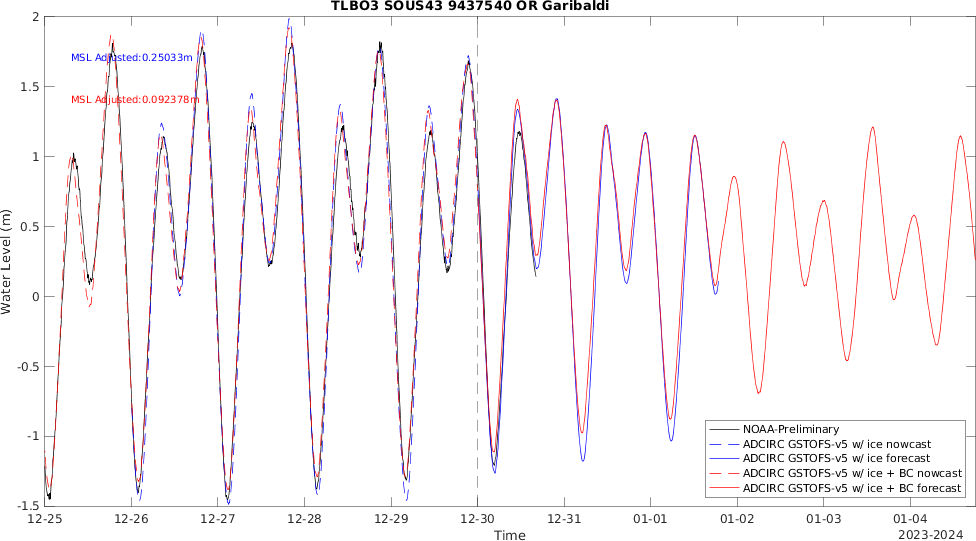 TLBO3 SOUS43 9437540 OR Garibaldi
2
MSL Adjusted:0.25033m
1.5
MSL Adjusted:0.092378m
1
0.5
Water Level (m)
0
-0.5
-1
NOAA-Preliminary
ADCIRC GSTOFS-v5 w/ ice nowcast
ADCIRC GSTOFS-v5 w/ ice forecast
ADCIRC GSTOFS-v5 w/ ice + BC nowcast
ADCIRC GSTOFS-v5 w/ ice + BC forecast
-1.5
12-25 12-26 12-27 12-28 12-29 12-30 12-31 01-01 01-02 01-03 01-04
Time
2023-2024